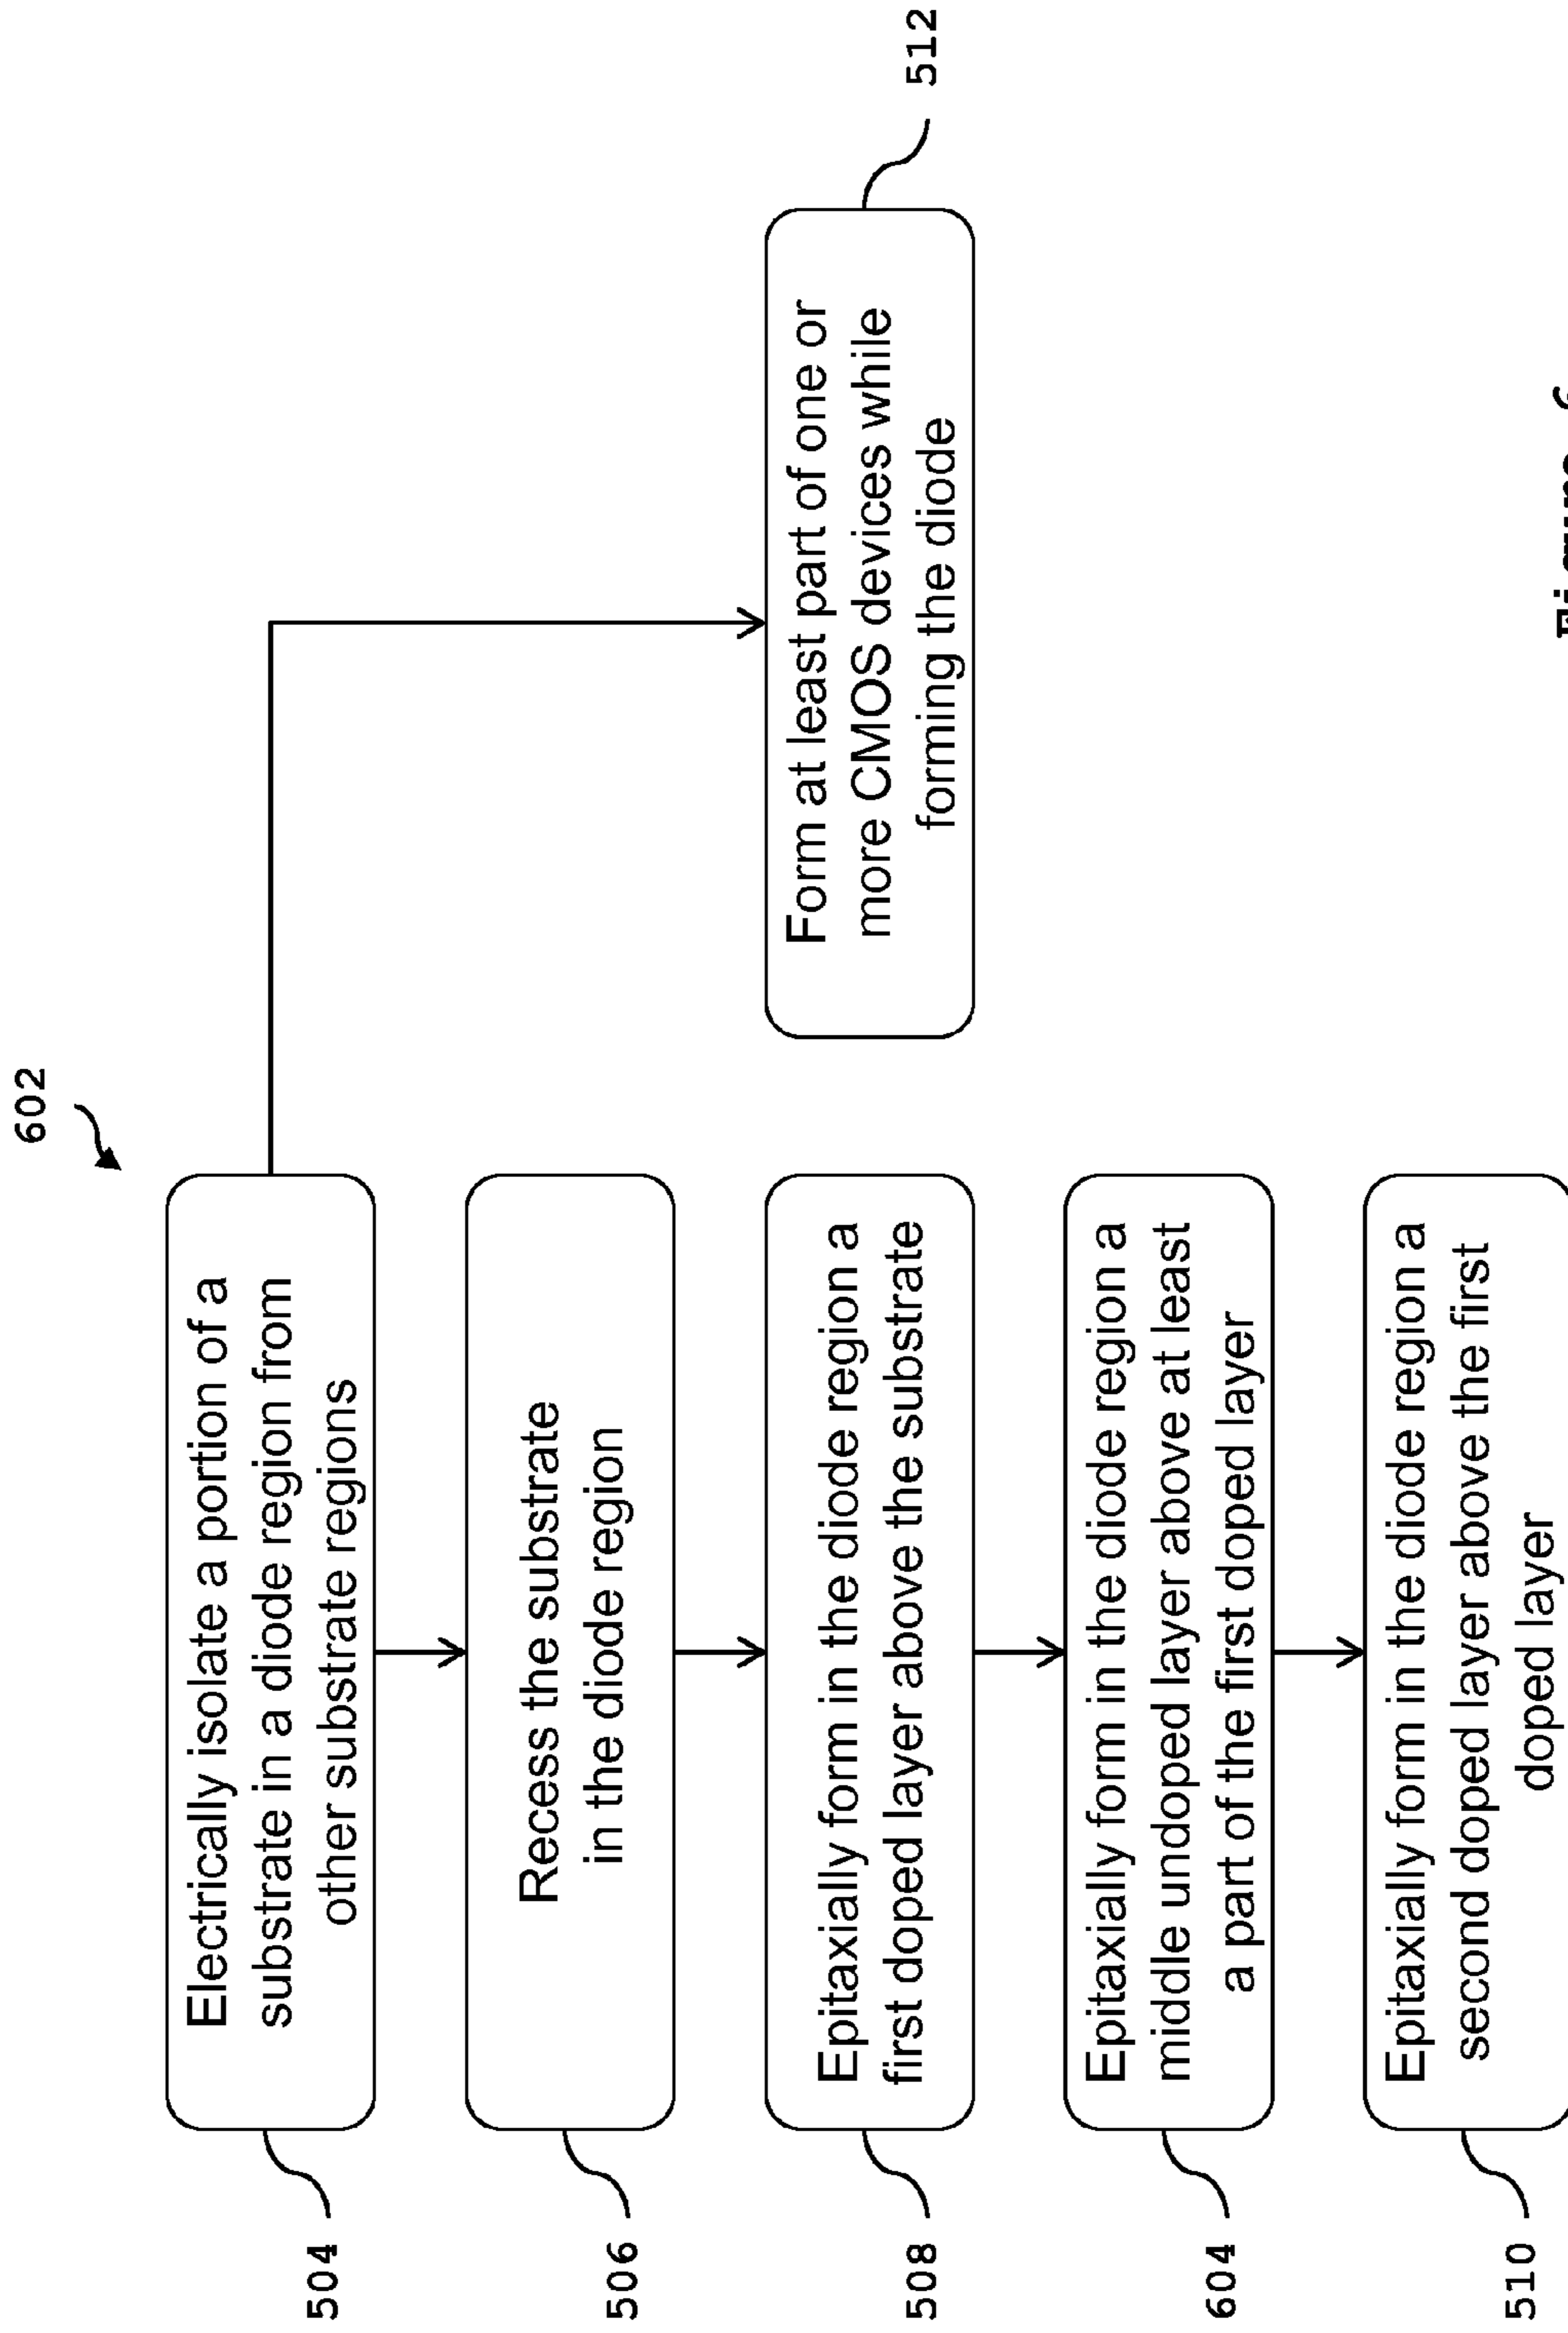 602
504
Electrically isolate a portion of a
substrate in a diode region from
other substrate regions
506
Recess the substrate
in the diode region
508
Epitaxially form in the diode region a
first doped layer above the substrate
Form at least part of one or
more CMOS devices while
forming the diode
512
604
Epitaxially form in the diode region a
middle undoped layer above at least
a part of the first doped layer
510
Epitaxially form in the diode region a
second doped layer above the first
doped layer